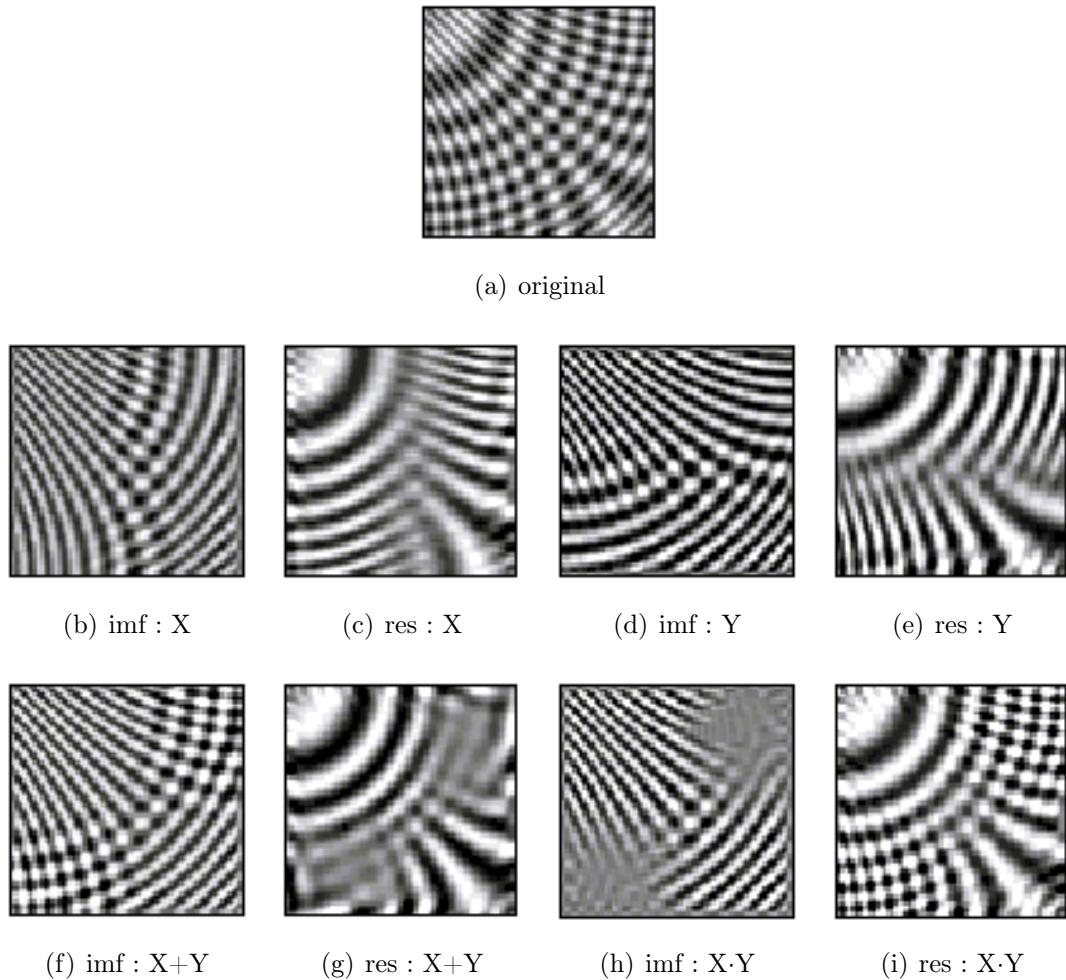 (a) original
(b) imf : X (c) res : X (d) imf : Y (e) res : Y
(f) imf : X+Y (g) res : X+Y (h) imf : X·Y (i) res : X·Y